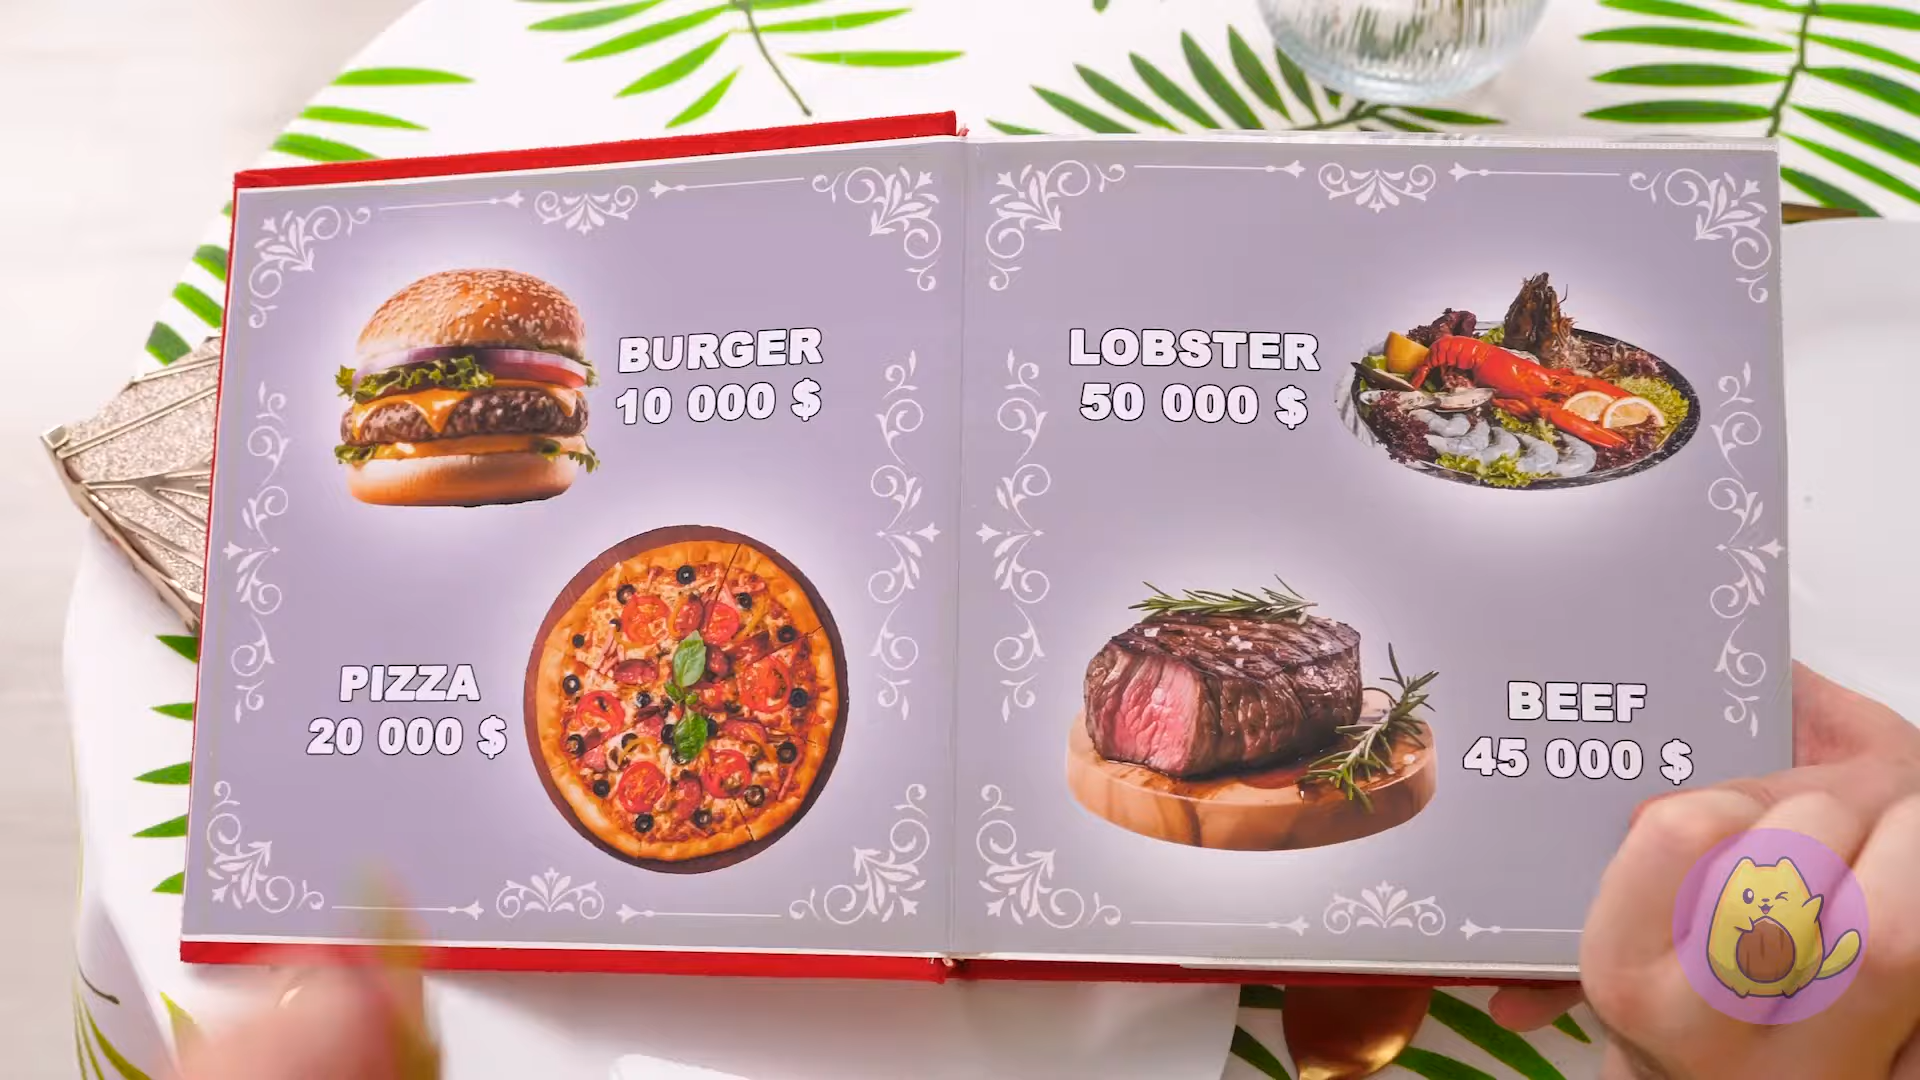 BURGER
10 000 $
PIZZA
20 000 $
LOBSTER
50 000 $
BEEF
45 000 $